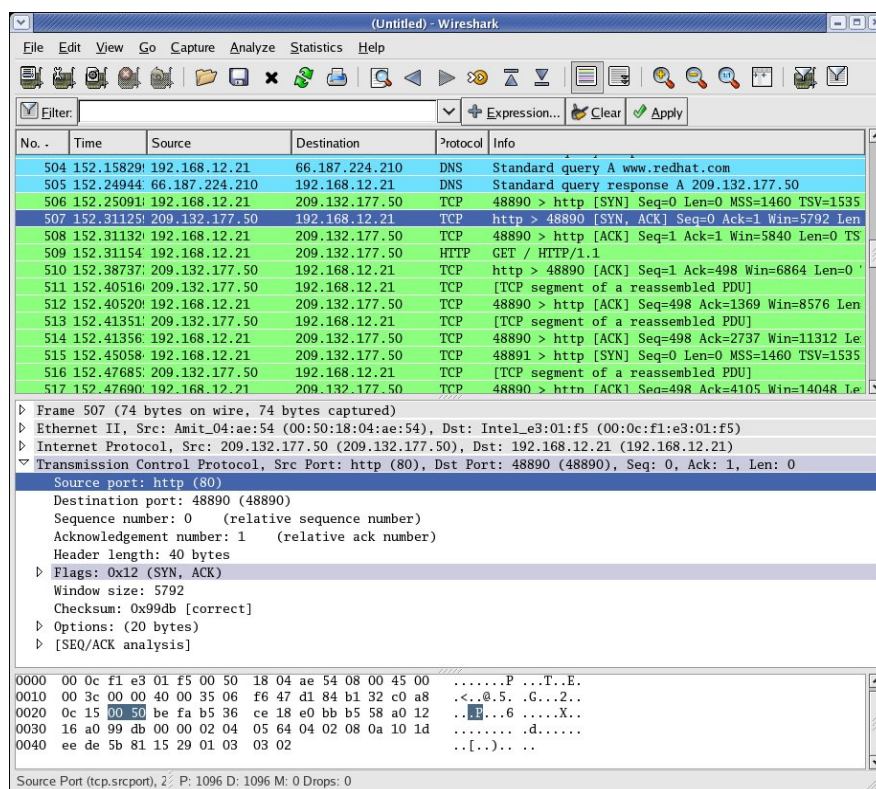 (Untitled) - Wireshark
File Edit View Go Capture Analyze Statistics Help
Filter: Expression... Clear Apply
No. . Time Source Destination Protocol Info
504 152.15829 192.168.12.21 66.187.224.210 DNS Standard query A www.redhat.com
505 152.24944 66.187.224.210 192.168.12.21 DNS Standard query response A 209.132.177.50
506 152.25091 192.168.12.21 209.132.177.50 TCP 48890 > http [SYN] Seq=0 Len=0 MSS=1460 TSV=1535
507 152.31125 209.132.177.50 192.168.12.21 TCP http > 48890 [SYN, ACK] Seq=0 Ack=1 Win=5792 Len
508 152.31132 192.168.12.21 209.132.177.50 TCP 48890 > http [ACK] Seq=1 Ack=1 Win=5840 Len=0 TS
509 152.31154 192.168.12.21 209.132.177.50 HTTP GET / HTTP/1.1
510 152.38737 209.132.177.50 192.168.12.21 TCP http > 48890 [ACK] Seq=1 Ack=498 Win=6864 Len=0
511 152.40516 209.132.177.50 192.168.12.21 TCP [TCP segment of a reassembled PDU]
512 152.40520 192.168.12.21 209.132.177.50 TCP 48890 > http [ACK] Seq=498 Ack=1369 Win=8576 Len
513 152.41351 209.132.177.50 192.168.12.21 TCP [TCP segment of a reassembled PDU]
514 152.41356 192.168.12.21 209.132.177.50 TCP 48890 > http [ACK] Seq=498 Ack=2737 Win=11312 Le
515 152.45058 192.168.12.21 209.132.177.50 TCP 48891 > http [SYN] Seq=0 Len=0 MSS=1460 TSV=1535
516 152.47685 209.132.177.50 192.168.12.21 TCP [TCP segment of a reassembled PDU]
517 152.47690 192.168.12.21 209.132.177.50 TCP 48890 > http [ACK] Seq=498 Ack=4105 Win=14048 Le
Frame 507 (74 bytes on wire, 74 bytes captured)
Ethernet II, Src: Amit_04:ae:54 (00:50:18:04:ae:54), Dst: Intel_e3:01:f5 (00:0c:f1:e3:01:f5)
Internet Protocol, Src: 209.132.177.50 (209.132.177.50), Dst: 192.168.12.21 (192.168.12.21)
Transmission Control Protocol, Src Port: http (80), Dst Port: 48890 (48890), Seq: 0, Ack: 1, Len: 0
Source port: http (80)
Destination port: 48890 (48890)
Sequence number: 0 (relative sequence number)
Acknowledgement number: 1 (relative ack number)
Header length: 40 bytes
Flags: 0x12 (SYN, ACK)
Window size: 5792
Checksum: 0x99db [correct]
Options: (20 bytes)
[SEQ/ACK analysis]
0000 00 0c f1 e3 01 f5 00 50 18 04 ae 54 08 00 45 00 .......P ...T..E.
0010 00 3c 00 00 40 00 35 06 f6 47 d1 84 b1 32 c0 a8 .<..@.5. .G...2..
0020 0c 15 00 50 be fa b5 36 ce 18 e0 bb b5 58 a0 12 ...P...6 .....X..
0030 16 a0 99 db 00 00 02 04 05 64 04 02 08 0a 10 1d ........ .d......
0040 ee de 5b 81 15 29 01 03 03 02 ..[..).. ..
Source Port (tcp.srcport), 2 P: 1096 D: 1096 M: 0 Drops: 0